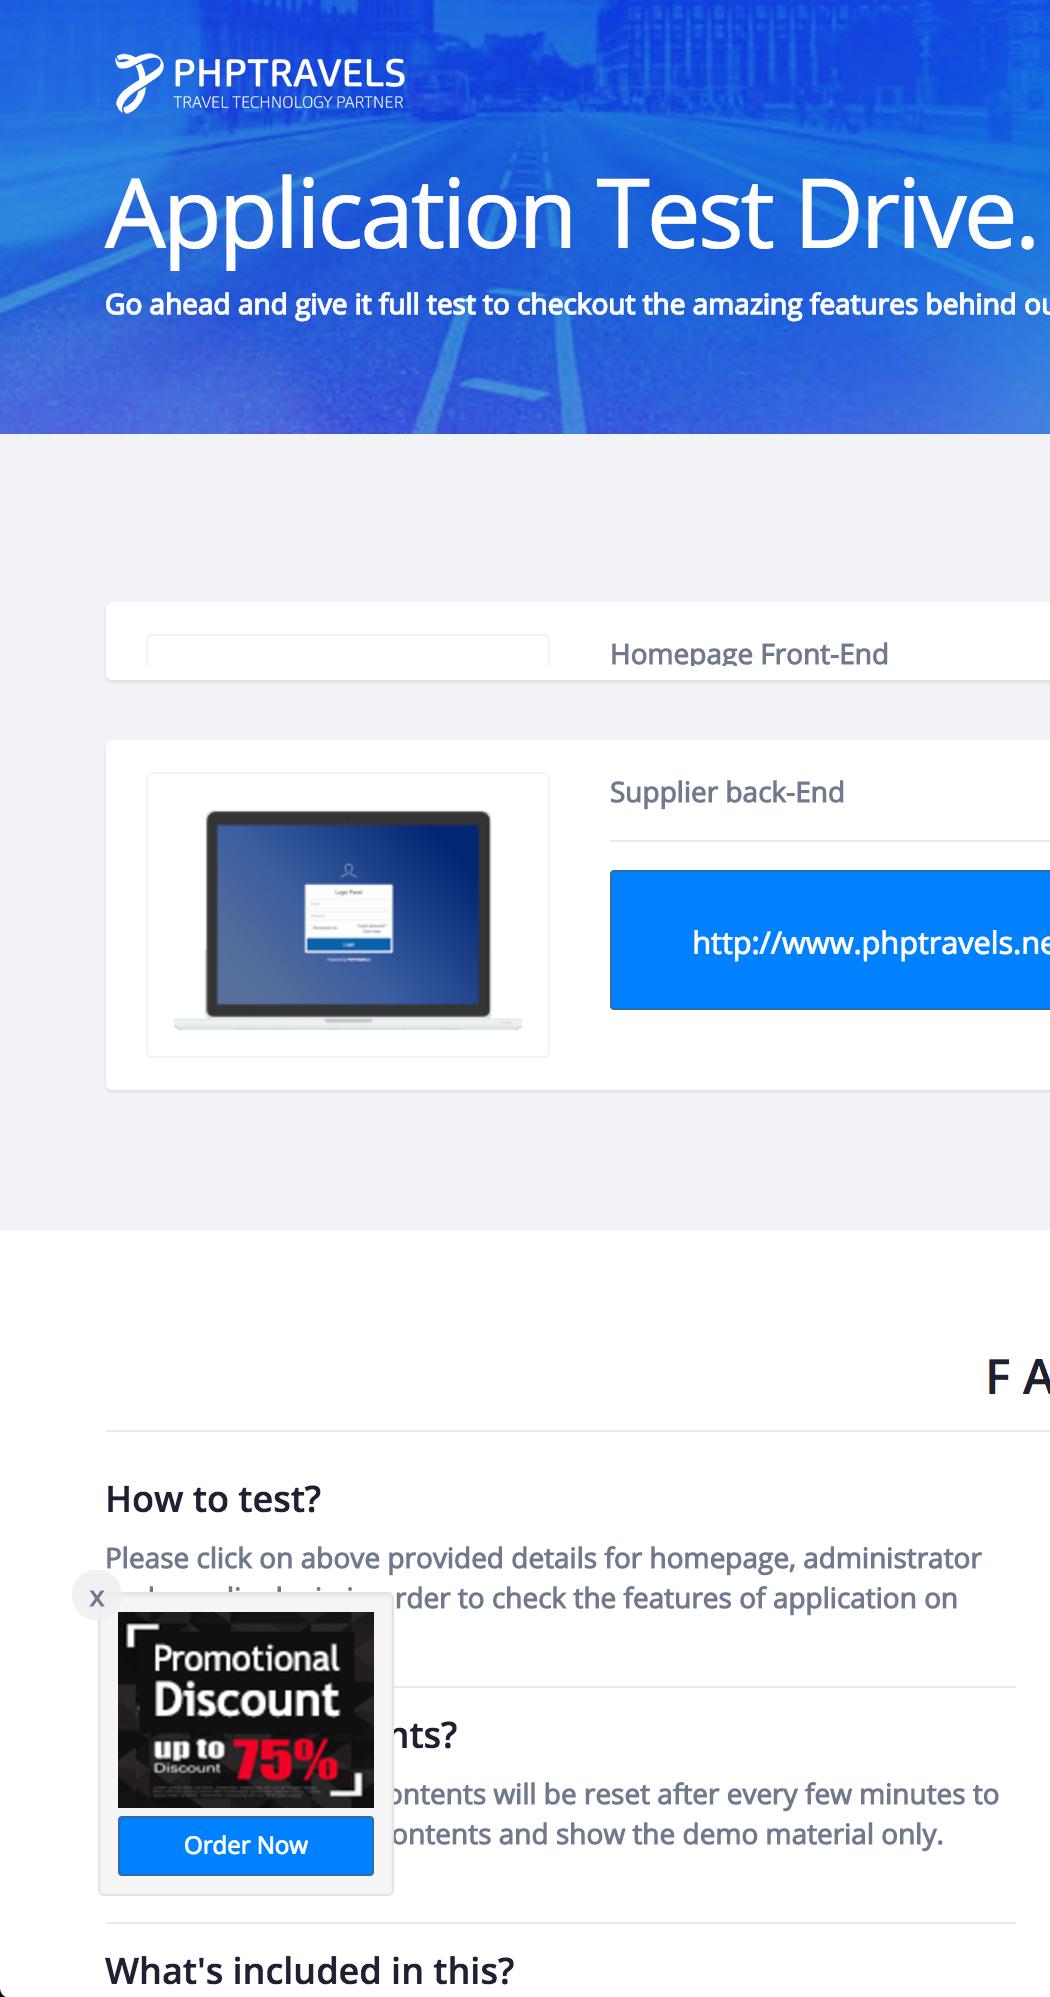 PHPTRAVELS
TRAVEL TECHNOLOGY PARTNER
Application Test Drive.
Go ahead and give it full test to checkout the amazing features behind ou
Homepage Front-End
Supplier back-End
Login Panel
Login
http://www.phptravels.ne
F A
How to test?
Please click on above provided details for homepage, administrator
rder to check the features of application on
x
Promotional
Discount
up to 75%
Discount
Order Now
nts?
ontents will be reset after every few minutes to
ontents and show the demo material only.
What's included in this?